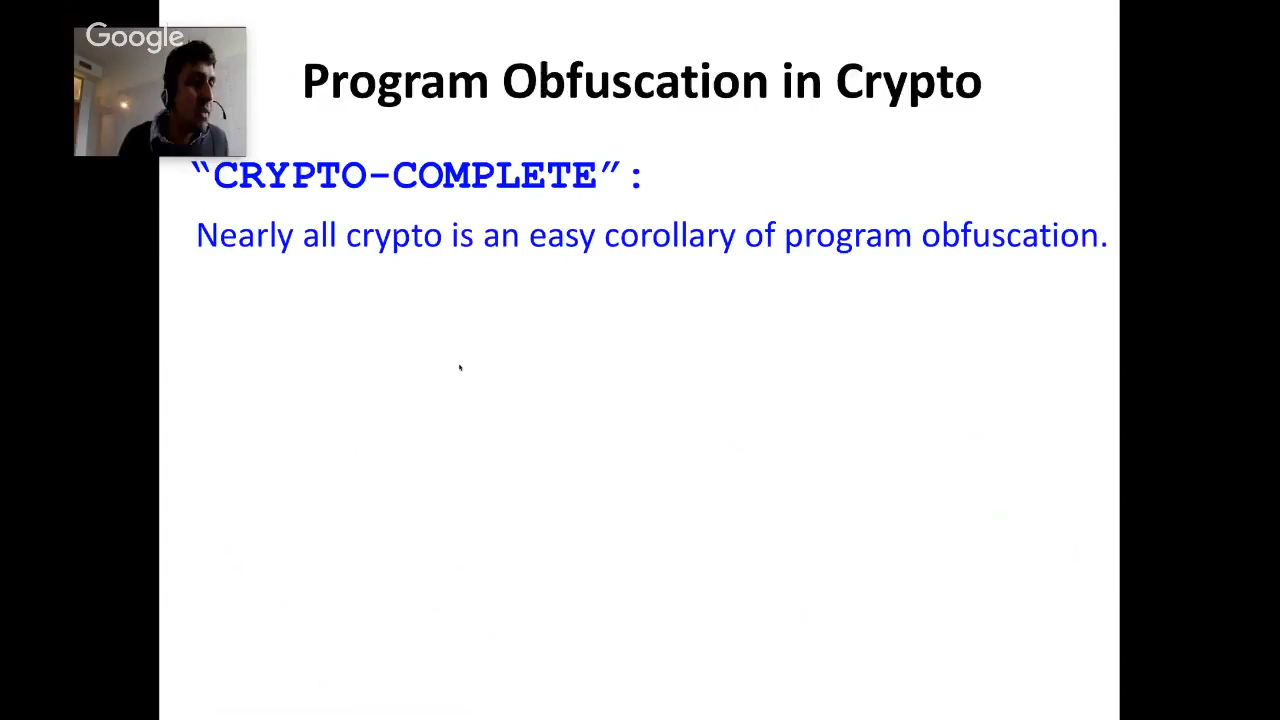 Google
Program Obfuscation in Crypto
“CRYPTO-COMPLETE”:
Nearly all crypto is an easy corollary of program obfuscation.